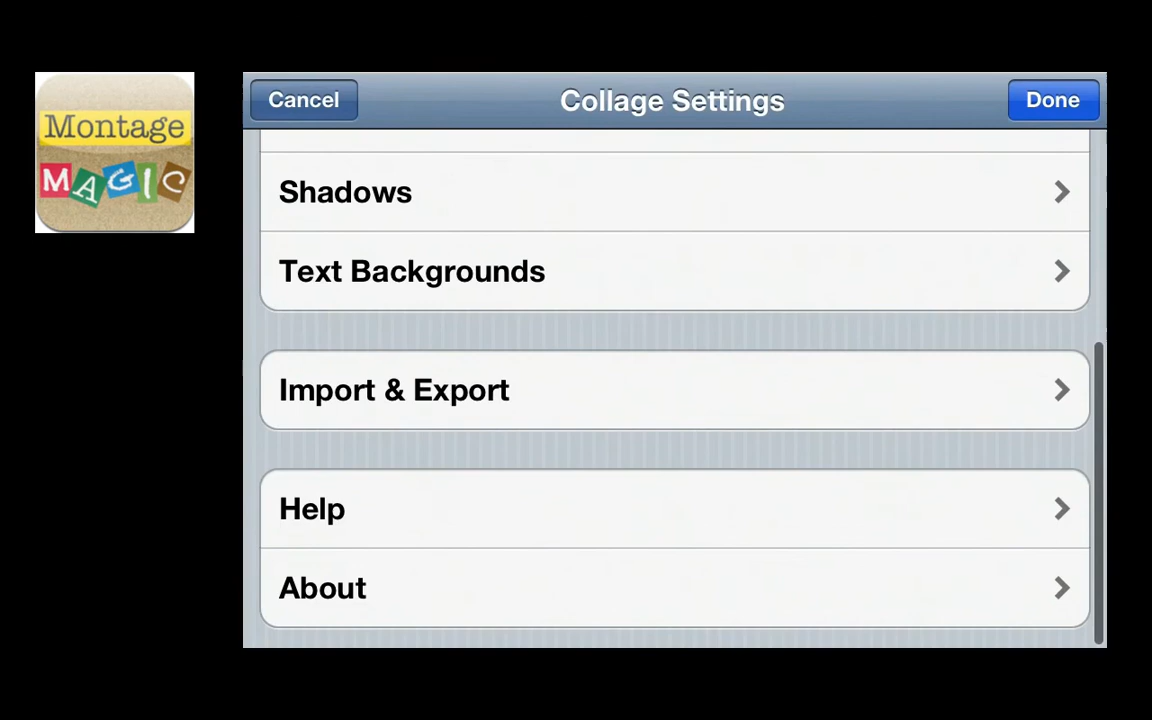 Montage
MAGIC
Cancel
Collage Settings
Done
Shadows
Text Backgrounds
Import & Export
Help
About